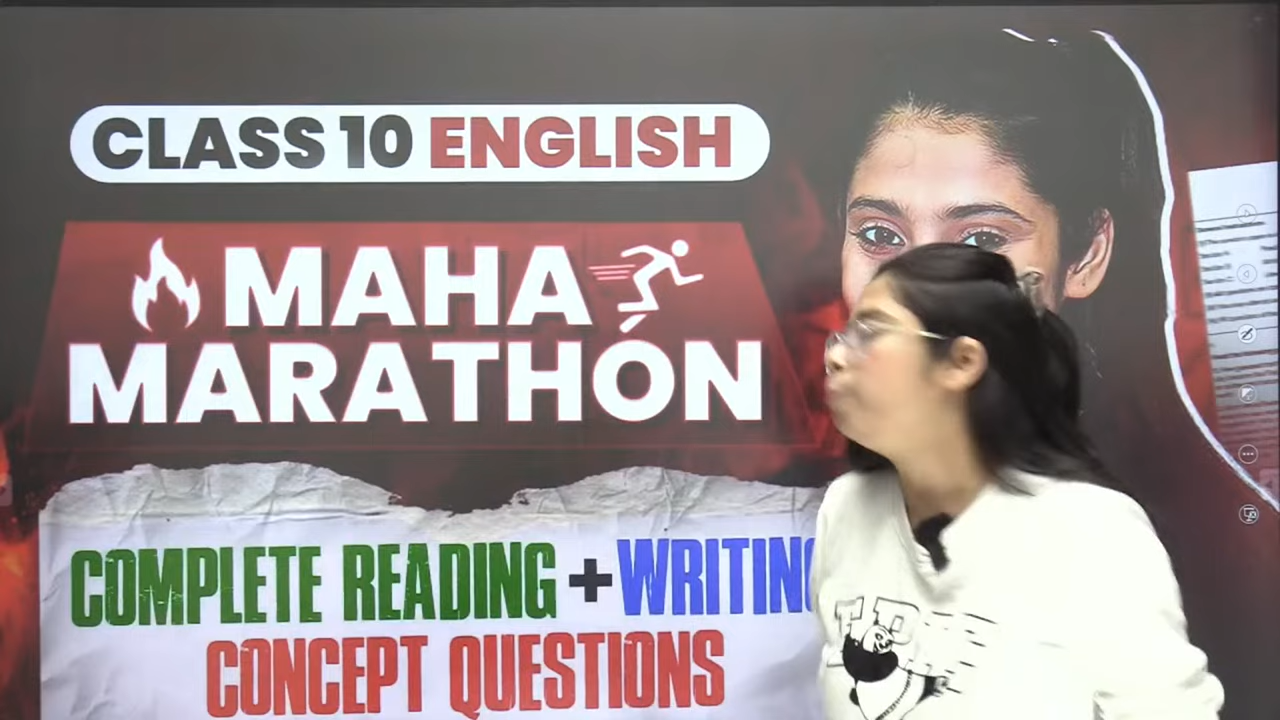 CLASS 10 ENGLISH
MAHA
MARATHON
COMPLETE READING + WRITING
CONCEPT QUESTIONS